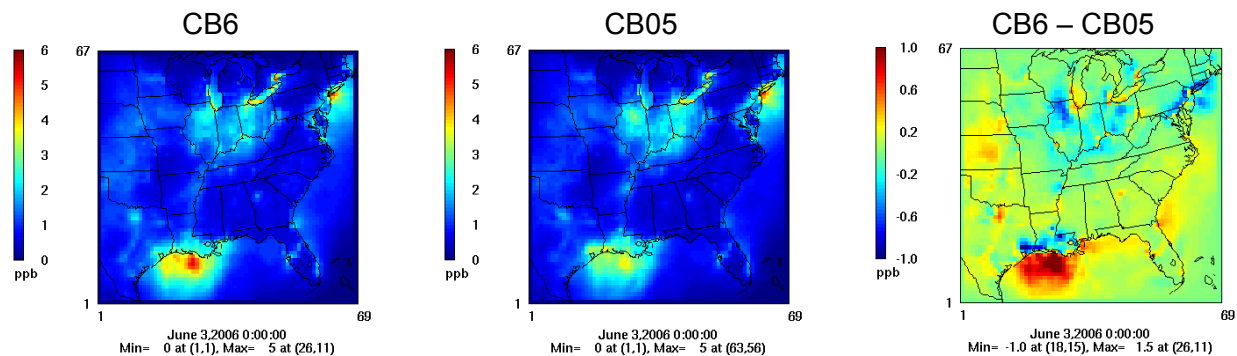 CB6
CB05
CB6 – CB05
67
6
5
4
3
2
1
0
ppb
1
1
69
June 3,2006 0:00:00
Min= 0 at (1,1), Max= 5 at (26,11)
67
6
5
4
3
2
1
0
ppb
1
1
69
June 3,2006 0:00:00
Min= 0 at (1,1), Max= 5 at (63,56)
67
1.0
0.6
0.2
-0.2
-0.6
-1.0
ppb
1
1
69
June 3,2006 0:00:00
Min= -1.0 at (18,15), Max= 1.5 at (26,11)